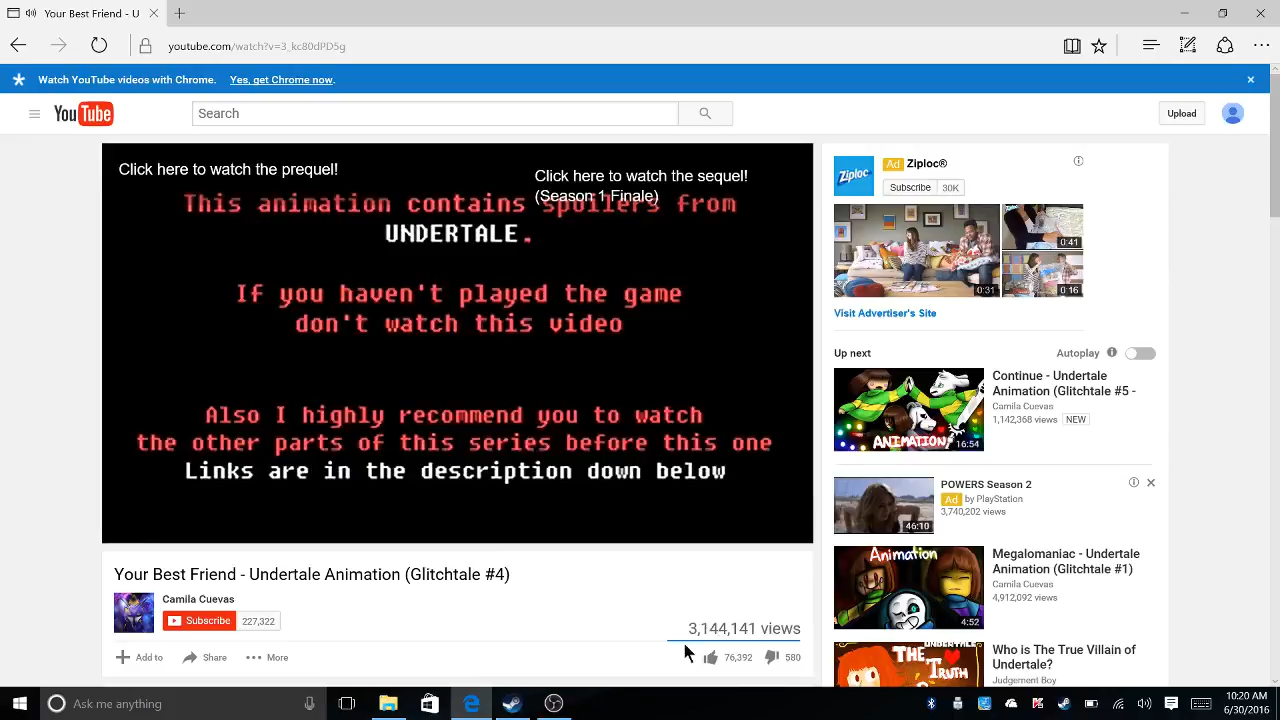 Your Best Friend - Un
youtube.com/watch?v=3_kc80dPD5g
Watch YouTube videos with Chrome. Yes, get Chrome now.
YouTube
Search
Upload
Click here to watch the prequel!
Click here to watch the sequel!
(Season 1 Finale)
This animation contains spoilers from
UNDERTALE.
If you haven't played the game
don't watch this video
Also I highly recommend you to watch
the other parts of this series before this one
Links are in the description down below
Your Best Friend - Undertale Animation (Glitchtale #4)
Camila Cuevas
Subscribe 227,322
3,144,141 views
Add to Share More
76,392 580
Ziploc
Ad Ziploc®
Subscribe 30K
0:31
0:41
0:16
Visit Advertiser's Site
Up next
Autoplay
ANIMATION!
16:54
Continue - Undertale
Animation (Glitchtale #5 -
Camila Cuevas
1,142,368 views NEW
46:10
POWERS Season 2
Ad by PlayStation
3,740,202 views
Animation
4:52
Megalomaniac - Undertale
Animation (Glitchtale #1)
Camila Cuevas
4,912,092 views
UNDERTALE
THE TRUTH
Who is The True Villain of
Undertale?
Judgement Boy
Ask me anything
10:20 AM
6/30/2016